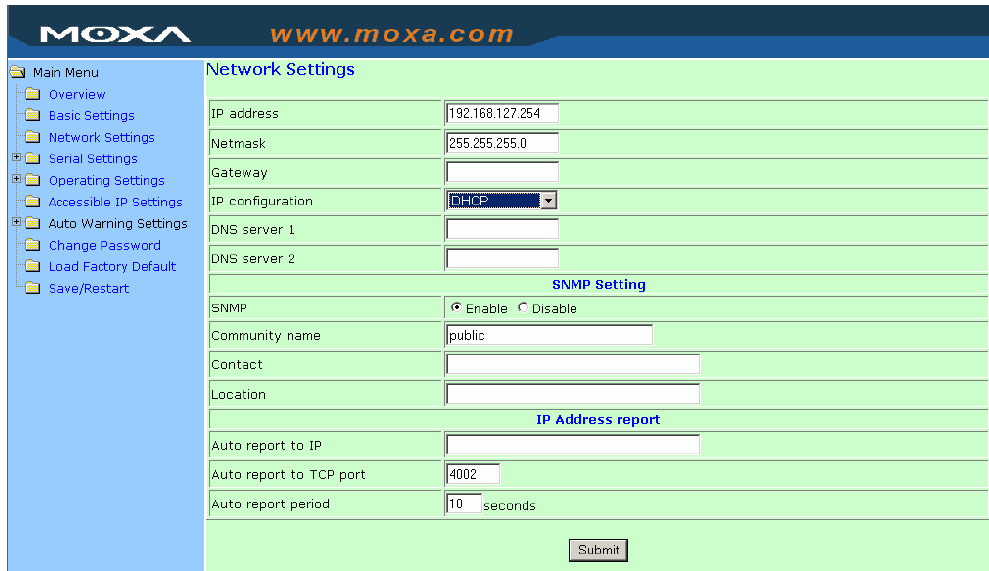 MOXA www.moxa.com
Main Menu
Overview
Basic Settings
Network Settings
Serial Settings
Operating Settings
Accessible IP Settings
Auto Warning Settings
Change Password
Load Factory Default
Save/Restart
Network Settings
IP address 192.168.127.254
Netmask 255.255.255.0
Gateway
IP configuration DHCP
DNS server 1
DNS server 2
SNMP Setting
SNMP Enable Disable
Community name public
Contact
Location
IP Address report
Auto report to IP
Auto report to TCP port 4002
Auto report period 10 seconds
Submit